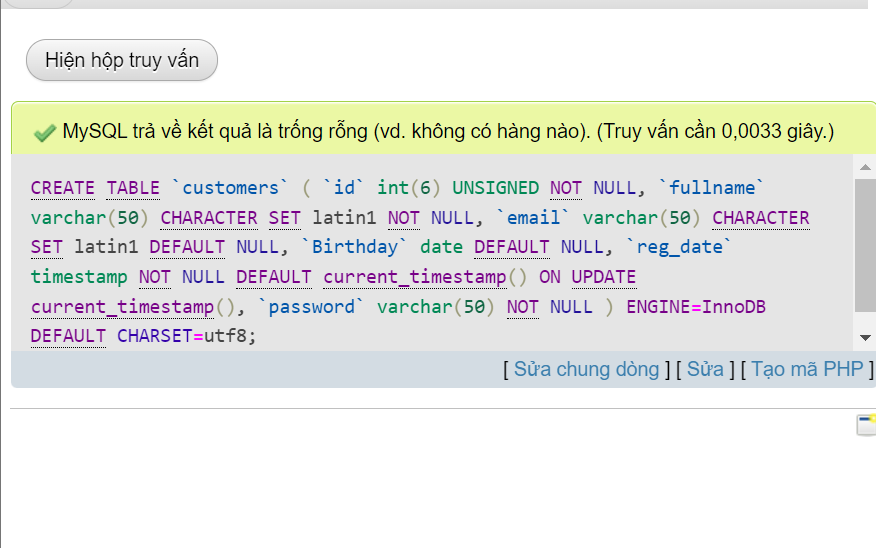 Hiện hộp truy vấn
MySQL trả về kết quả là trống rỗng (vd. không có hàng nào). (Truy vấn cần 0,0033 giây.)
CREATE TABLE `customers` ( `id` int(6) UNSIGNED NOT NULL, `fullname`
varchar(50) CHARACTER SET latin1 NOT NULL, `email` varchar(50) CHARACTER
SET latin1 DEFAULT NULL, `Birthday` date DEFAULT NULL, `reg_date`
timestamp NOT NULL DEFAULT current_timestamp() ON UPDATE
current_timestamp(), `password` varchar(50) NOT NULL ) ENGINE=InnoDB
DEFAULT CHARSET=utf8;
[ Sửa chung dòng ] [ Sửa ] [ Tạo mã PHP ]